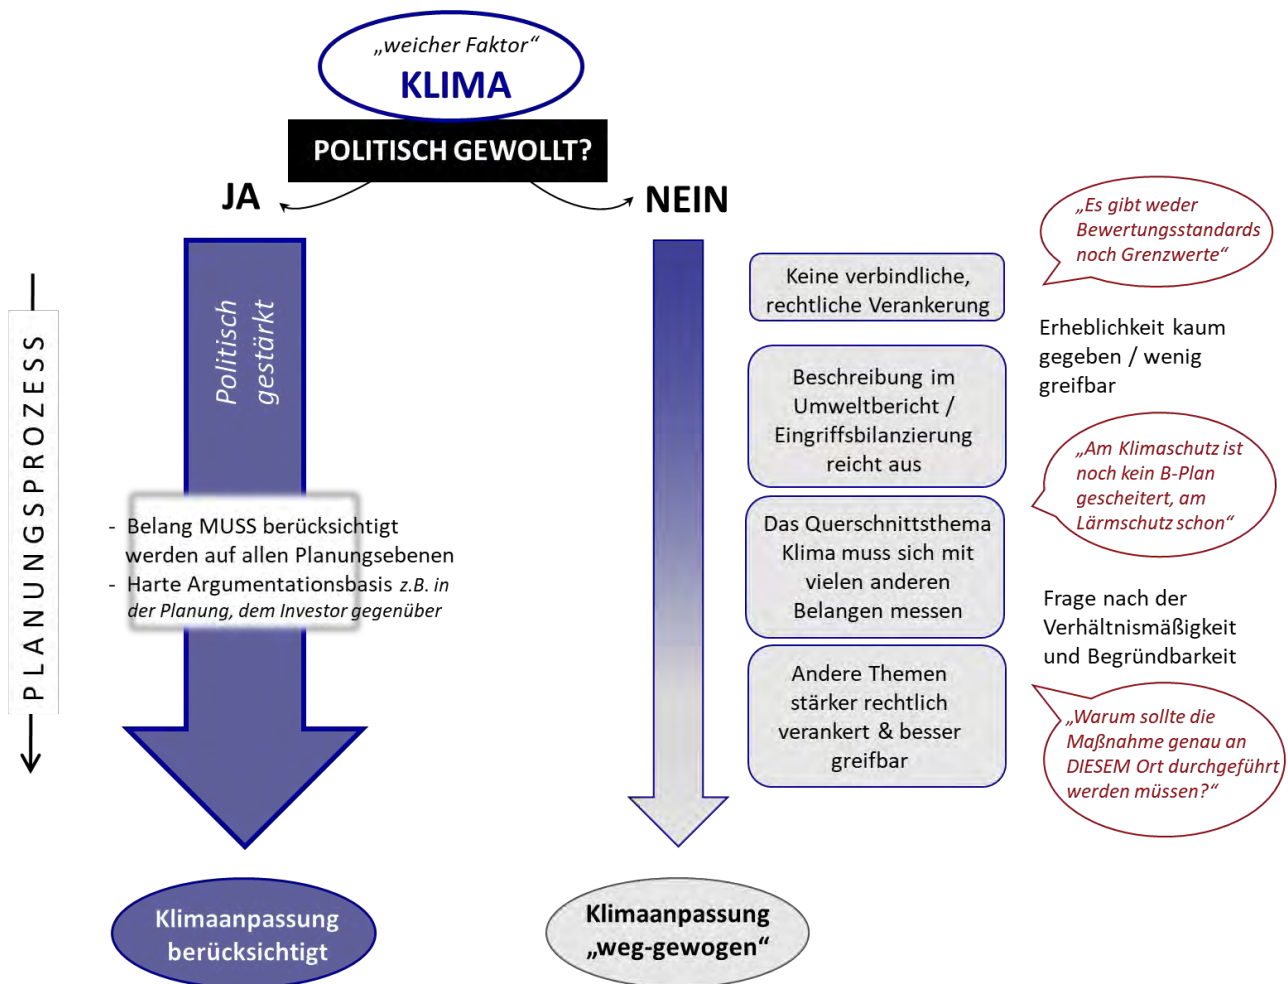 „weicher Faktor“
KLIMA
POLITISCH GEWOLLT?
JA
NEIN
PLANUNGSPROZESS
Politisch
gestärkt
- Belang MUSS berücksichtigt
werden auf allen Planungsebenen
- Harte Argumentationsbasis z.B. in
der Planung, dem Investor gegenüber
Klimaanpassung
berücksichtigt
Keine verbindliche,
rechtliche Verankerung
Beschreibung im
Umweltbericht /
Eingriffsbilanzierung
reicht aus
Das Querschnittsthema
Klima muss sich mit
vielen anderen
Belangen messen
Andere Themen
stärker rechtlich
verankert & besser
greifbar
Klimaanpassung
„weg-gewogen“
„Es gibt weder
Bewertungsstandards
noch Grenzwerte“
Erheblichkeit kaum
gegeben / wenig
greifbar
„Am Klimaschutz ist
noch kein B-Plan
gescheitert, am
Lärmschutz schon“
Frage nach der
Verhältnismäßigkeit
und Begründbarkeit
„Warum sollte die
Maßnahme genau an
DIESEM Ort durchgeführt
werden müssen?“